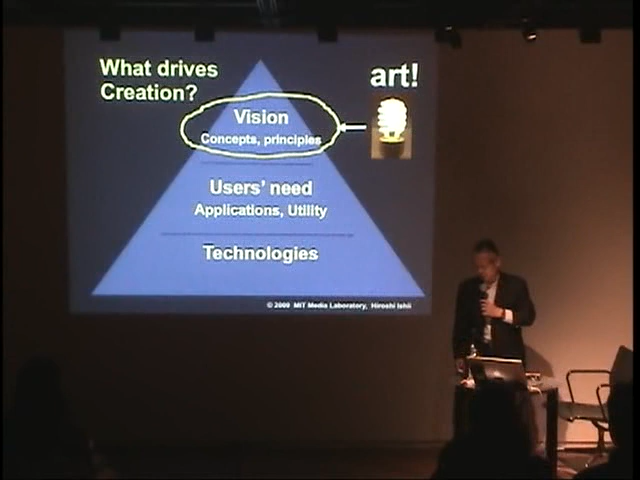 What drives
Creation?
art!
Vision
Concepts, principles
Users' need
Applications, Utility
Technologies
© 2009 MIT Media Laboratory, Hiroshi Ishii